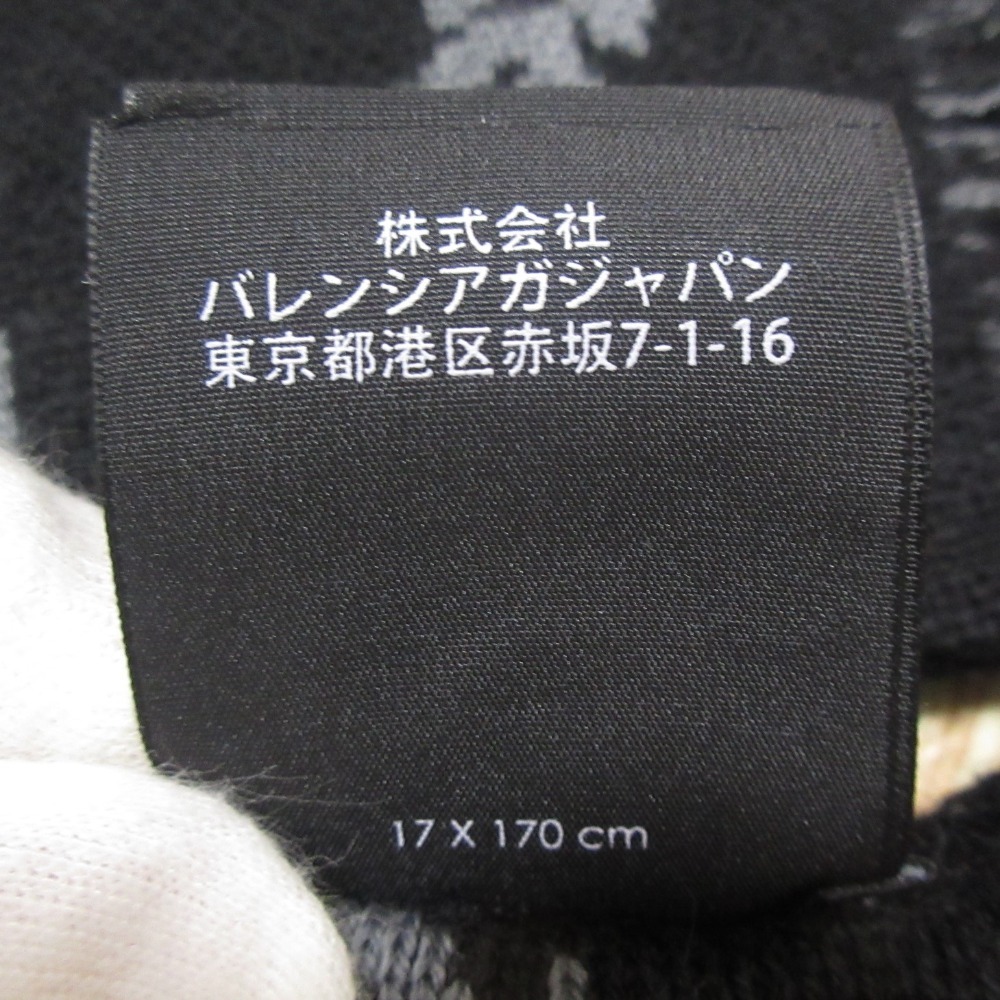 株式会社
バレンシアガジャパン
東京都港区赤坂7-1-16
17 X 170 cm